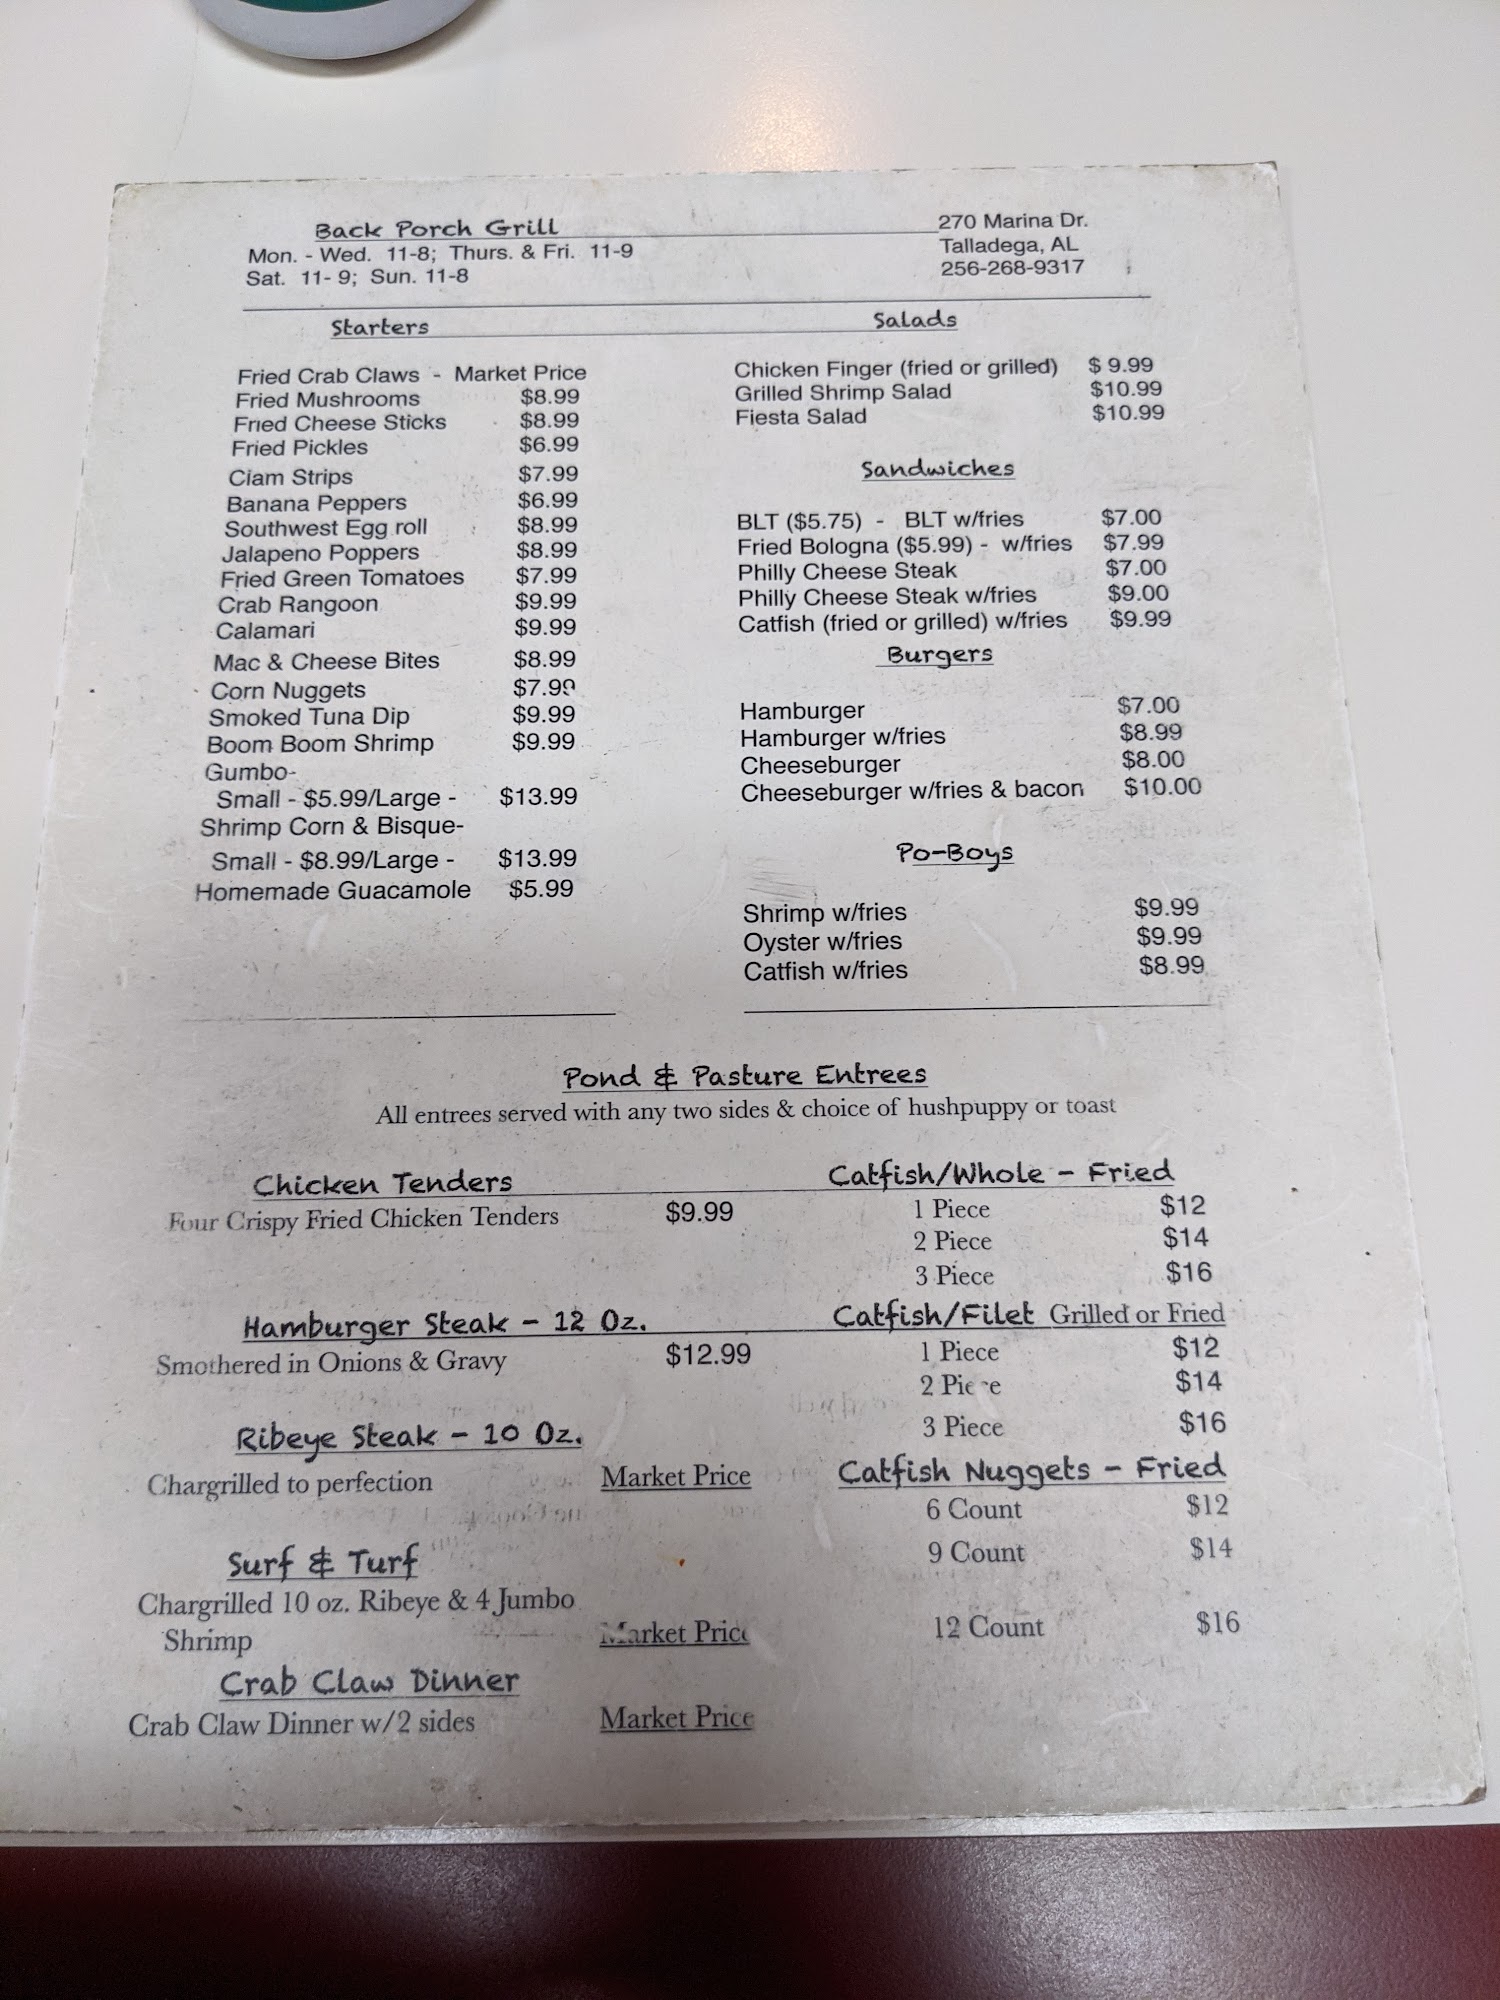 Back Porch Grill
Mon. - Wed. 11-8; Thurs. & Fri. 11-9
Sat. 11- 9; Sun. 11-8
270 Marina Dr.
Talladega, AL
256-268-9317
Starters
Fried Crab Claws - Market Price
Fried Mushrooms $8.99
Fried Cheese Sticks $8.99
Fried Pickles $6.99
Clam Strips $7.99
Banana Peppers $6.99
Southwest Egg roll $8.99
Jalapeno Poppers $8.99
Fried Green Tomatoes $7.99
Crab Rangoon $9.99
Calamari $9.99
Mac & Cheese Bites $8.99
Corn Nuggets $7.99
Smoked Tuna Dip $9.99
Boom Boom Shrimp $9.99
Gumbo-
Small - $5.99/Large - $13.99
Shrimp Corn & Bisque-
Small - $8.99/Large - $13.99
Homemade Guacamole $5.99
Salads
Chicken Finger (fried or grilled) $ 9.99
Grilled Shrimp Salad $10.99
Fiesta Salad $10.99
Sandwiches
BLT ($5.75) - BLT w/fries $7.00
Fried Bologna ($5.99) - w/fries $7.99
Philly Cheese Steak $7.00
Philly Cheese Steak w/fries $9.00
Catfish (fried or grilled) w/fries $9.99
Burgers
Hamburger $7.00
Hamburger w/fries $8.99
Cheeseburger $8.00
Cheeseburger w/fries & bacon $10.00
Po-Boys
Shrimp w/fries $9.99
Oyster w/fries $9.99
Catfish w/fries $8.99
Pond & Pasture Entrees
All entrees served with any two sides & choice of hushpuppy or toast
Chicken Tenders
Four Crispy Fried Chicken Tenders $9.99
Hamburger Steak - 12 Oz.
Smothered in Onions & Gravy $12.99
Ribeye Steak - 10 Oz.
Chargrilled to perfection Market Price
Surf & Turf
Chargrilled 10 oz. Ribeye & 4 Jumbo
Shrimp Market Price
Crab Claw Dinner
Crab Claw Dinner w/2 sides Market Price
Catfish/Whole - Fried
1 Piece $12
2 Piece $14
3 Piece $16
Catfish/Filet Grilled or Fried
1 Piece $12
2 Piece $14
3 Piece $16
Catfish Nuggets - Fried
6 Count $12
9 Count $14
12 Count $16